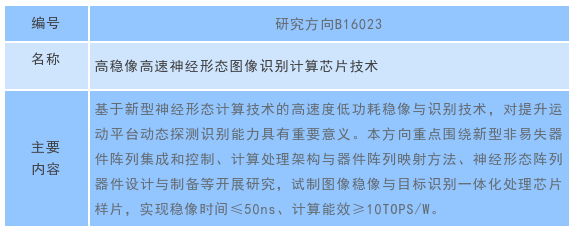 编号
研究方向B16023
名称
高稳像高速神经形态图像识别计算芯片技术
主要
内容
基于新型神经形态计算技术的高速度低功耗稳像与识别技术，对提升运
动平台动态探测识别能力具有重要意义。本方向重点围绕新型非易失器
件阵列集成和控制、计算处理架构与器件阵列映射方法、神经形态阵列
器件设计与制备等开展研究，试制图像稳像与目标识别一体化处理芯片
样片，实现稳像时间≤50ns、计算能效≥10TOPS/W。